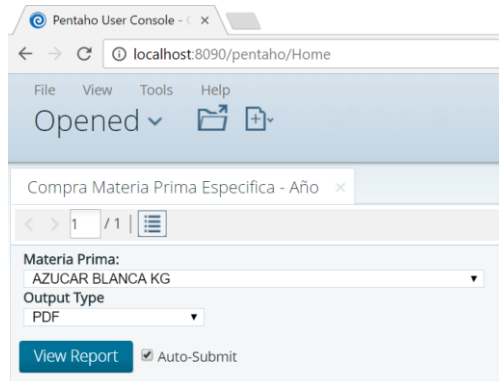 Pentaho User Console - (
localhost:8090/pentaho/Home
File View Tools Help
Opened
Compra Materia Prima Especifica - Año
1 / 1
Materia Prima:
AZUCAR BLANCA KG
Output Type
PDF
View Report Auto-Submit